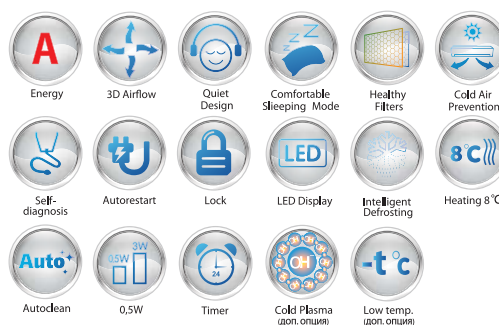 A
Energy
3D Airflow
Quiet
Design
Z Z Z
Comfortable
Slieeping Mode
Healthy
Filters
Cold Air
Prevention
Self-
diagnosis
Autorestart
Lock
LED
LED Display
Intelligent
Defrosting
8°C
Heating 8°C
Auto
Autoclean
0.5W 3W
0,5W
24
Timer
OH
Cold Plasma
(доп. опция)
-t°c
Low temp.
(доп. опция)